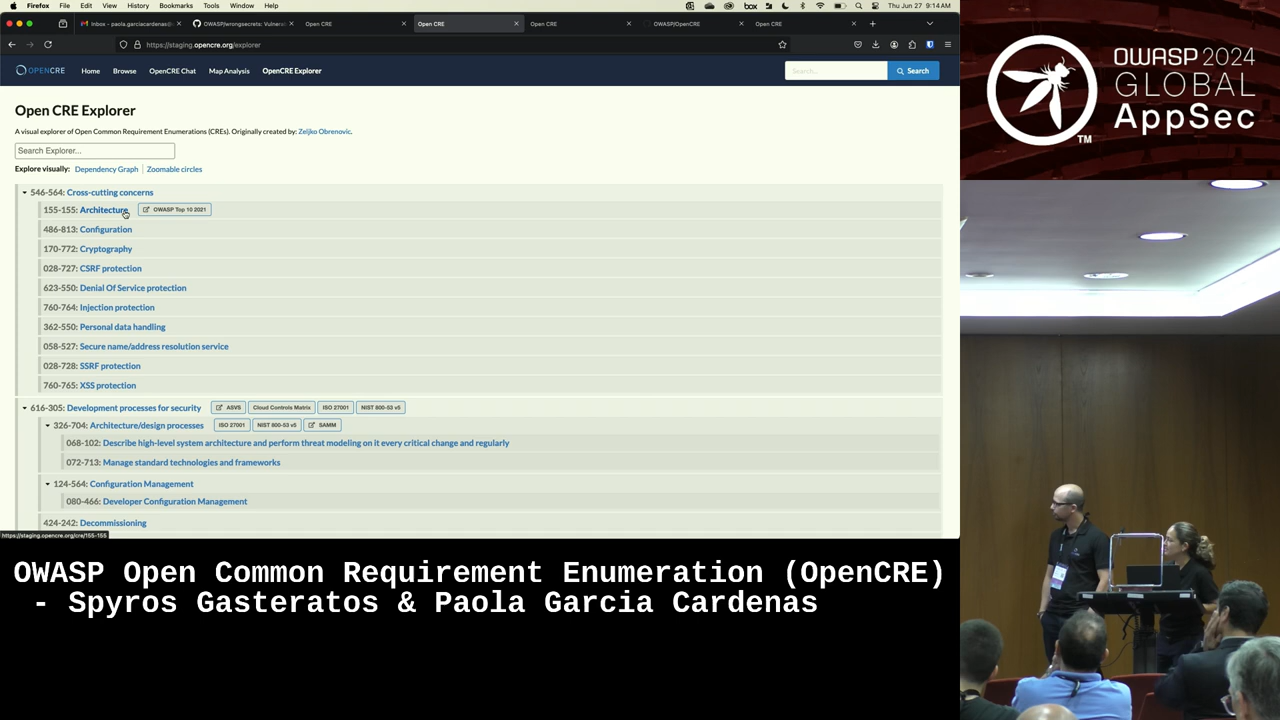 Firefox File Edit View History Bookmarks Tools Window Help
box
Thu Jun 27 9:14 AM
Inbox - paola.garciacardenas@
OWASP/wrongsecrets: Vulnera
Open CRE
Open CRE
Open CRE
OWASP/OpenCRE
Open CRE
https://staging.opencre.org/explorer
OPENCRE
Home Browse OpenCRE Chat Map Analysis OpenCRE Explorer
Search...
Search
Open CRE Explorer
A visual explorer of Open Common Requirement Enumerations (CREs). Originally created by: Zeljko Obrenovic.
Search Explorer...
Explore visually: Dependency Graph Zoomable circles
546-564: Cross-cutting concerns
155-155: Architecture OWASP Top 10 2021
486-813: Configuration
170-772: Cryptography
028-727: CSRF protection
623-550: Denial Of Service protection
760-764: Injection protection
362-550: Personal data handling
058-527: Secure name/address resolution service
028-728: SSRF protection
760-765: XSS protection
616-305: Development processes for security ASVS Cloud Controls Matrix ISO 27001 NIST 800-53 v5
326-704: Architecture/design processes ISO 27001 NIST 800-53 v5 SAMM
068-102: Describe high-level system architecture and perform threat modeling on it every critical change and regularly
072-713: Manage standard technologies and frameworks
124-564: Configuration Management
080-466: Developer Configuration Management
424-242: Decommissioning
https://staging.opencre.org/cre/155-155
OWASP 2024
GLOBAL
AppSec
TM
OWASP Open Common Requirement Enumeration (OpenCRE)
- Spyros Gasteratos & Paola Garcia Cardenas